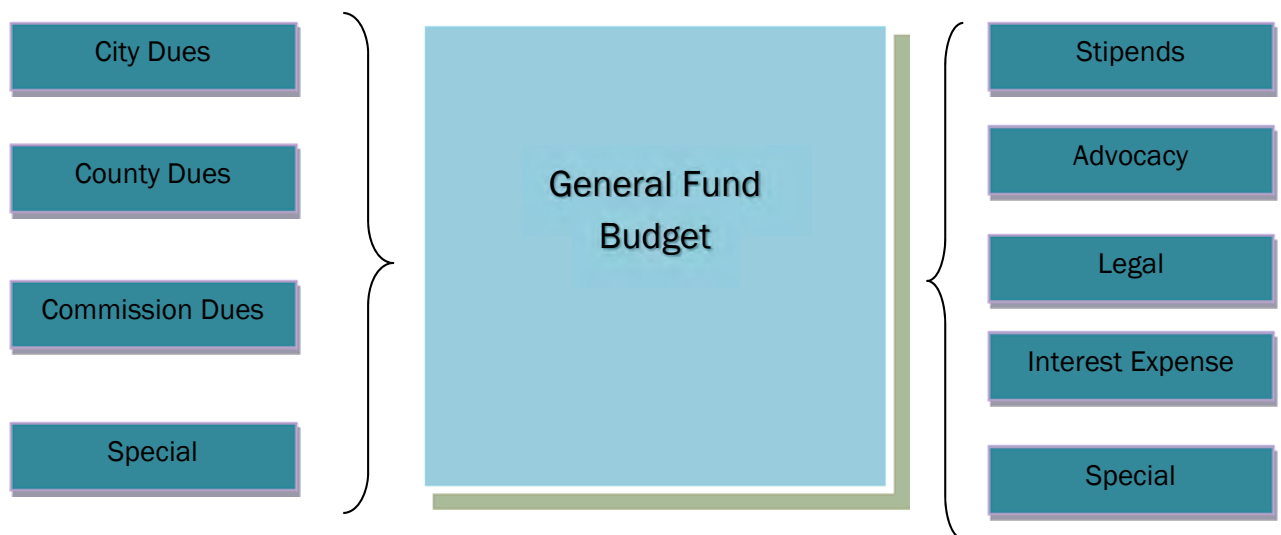 City Dues
County Dues
Commission Dues
Special
General Fund
Budget
Stipends
Advocacy
Legal
Interest Expense
Special